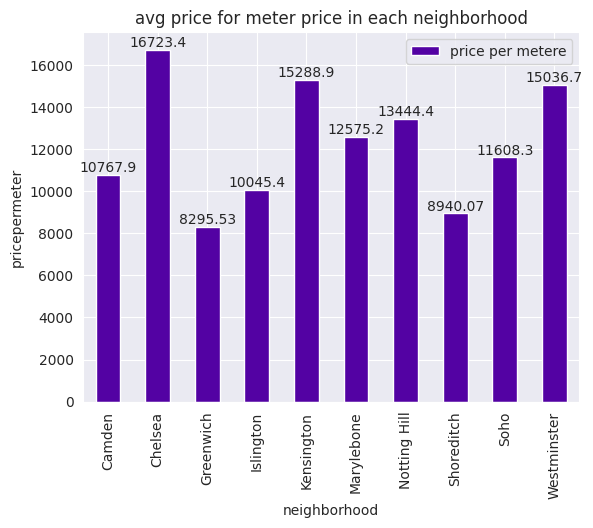 avg price for meter price in each neighborhood
price per metere
pricepermeter
16000
14000
12000
10000
8000
6000
4000
2000
0
10767.9
16723.4
8295.53
10045.4
15288.9
12575.2
13444.4
8940.07
11608.3
15036.7
Camden
Chelsea
Greenwich
Islington
Kensington
Marylebone
Notting Hill
Shoreditch
Soho
Westminster
neighborhood